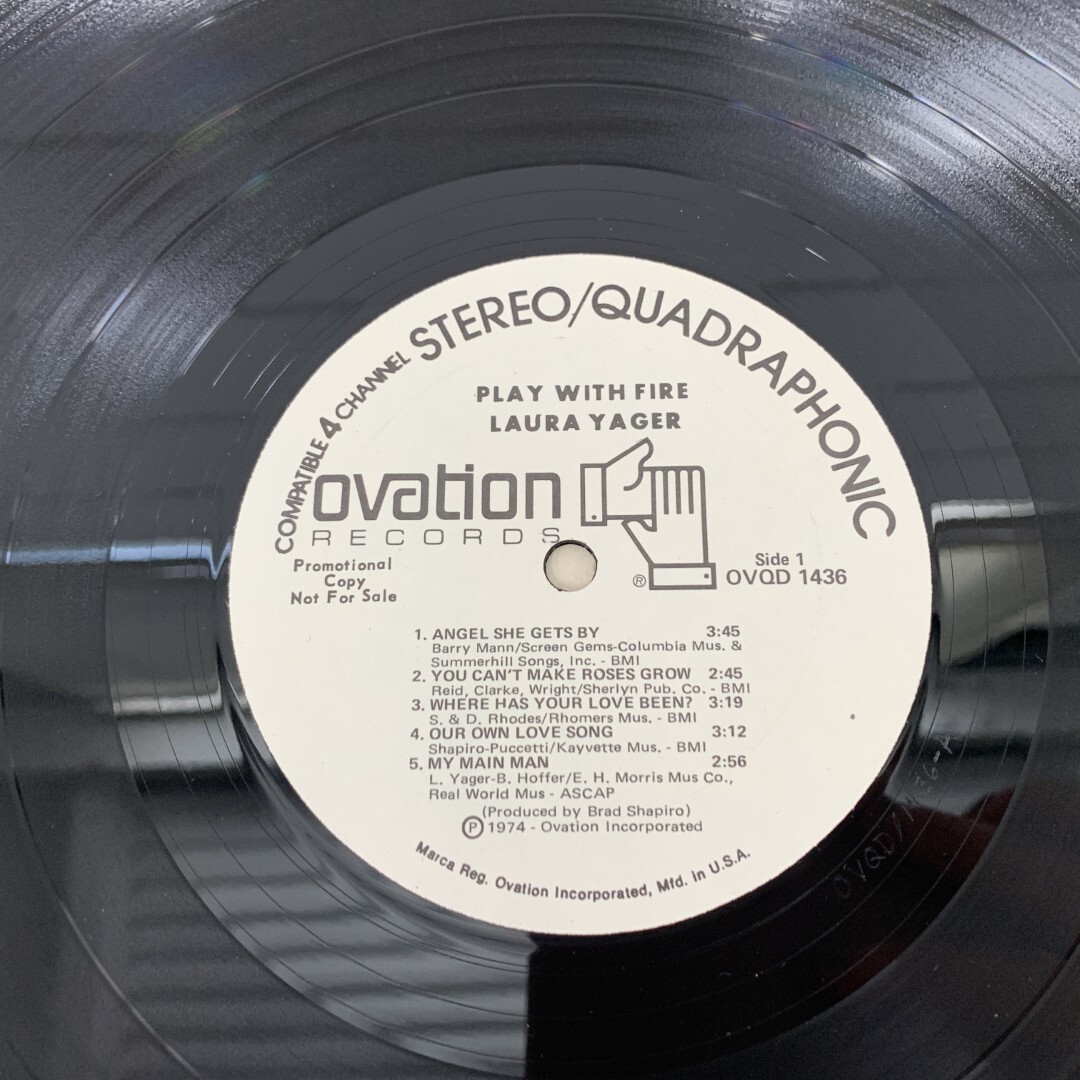 COMPATIBLE 4 CHANNEL STEREO/QUADRAPHONIC
PLAY WITH FIRE
LAURA YAGER
ovation
RECORDS
®
Promotional
Copy
Not For Sale
Side 1
OVQD 1436
1. ANGEL SHE GETS BY 3:45
Barry Mann/Screen Gems-Columbia Mus. &
Summerhill Songs, Inc. - BMI
2. YOU CAN'T MAKE ROSES GROW 2:45
Reid, Clarke, Wright/Sherlyn Pub. Co. - BMI
3. WHERE HAS YOUR LOVE BEEN? 3:19
S. & D. Rhodes/Rhomers Mus. - BMI
4. OUR OWN LOVE SONG 3:12
Shapiro-Puccetti/Kayvette Mus. - BMI
5. MY MAIN MAN 2:56
L. Yager-B. Hoffer/E. H. Morris Mus Co.,
Real World Mus - ASCAP
(Produced by Brad Shapiro)
℗ 1974 - Ovation Incorporated
Marca Reg. Ovation Incorporated, Mfd. in U.S.A.